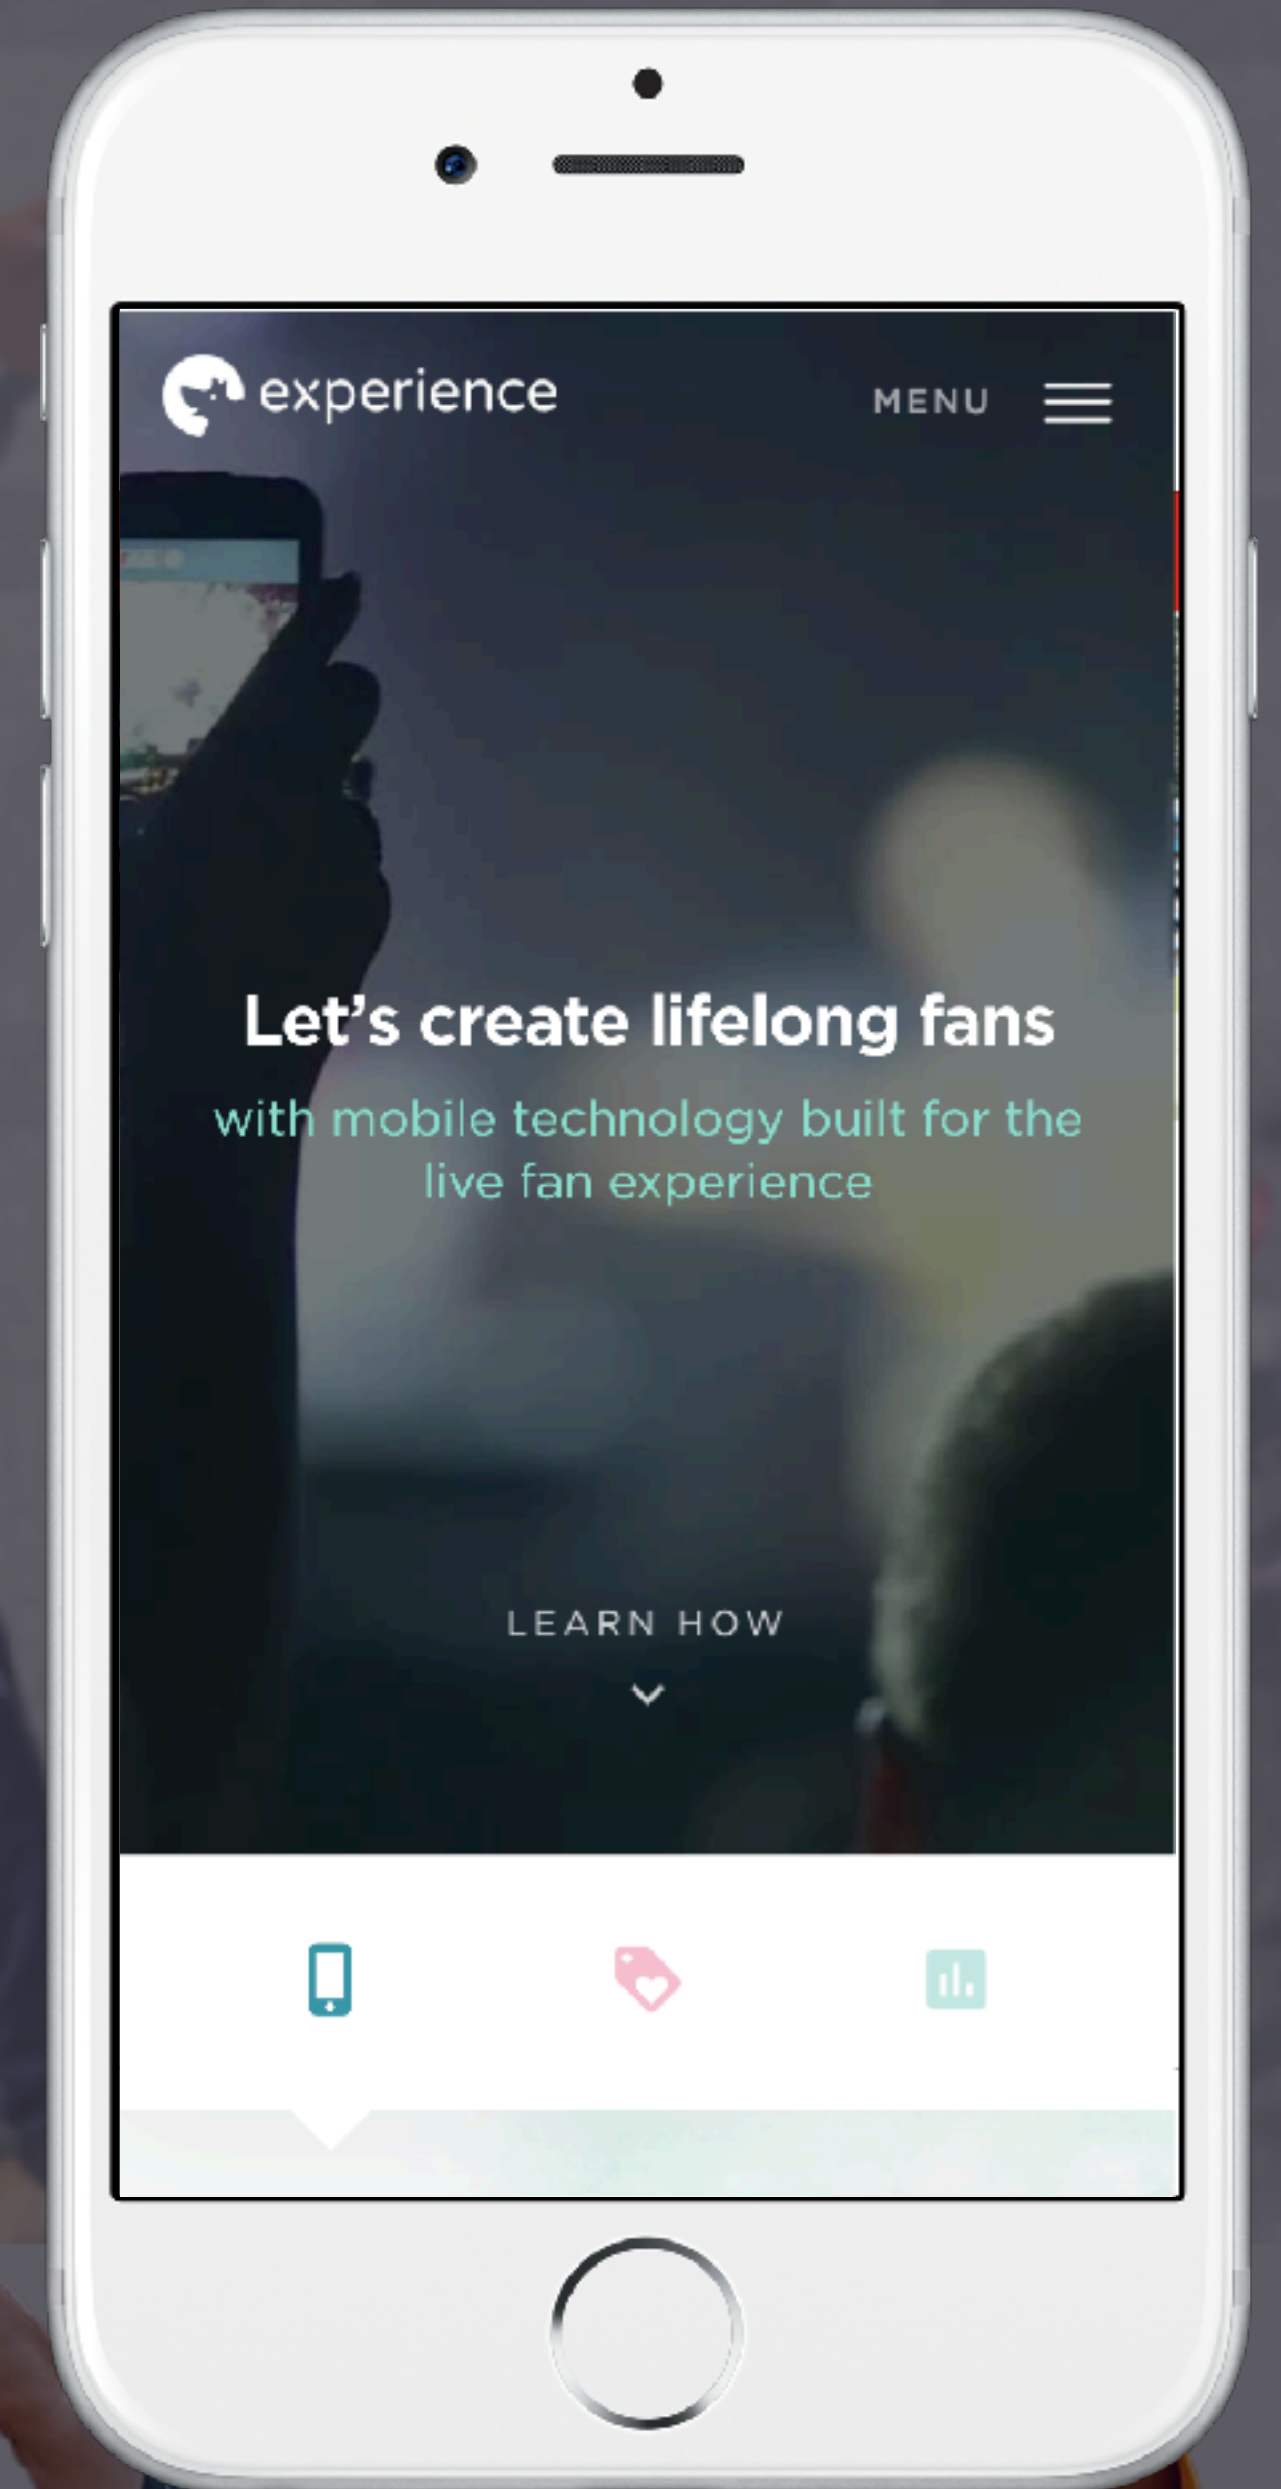 experience
MENU
Let’s create lifelong fans
with mobile technology built for the
live fan experience
LEARN HOW